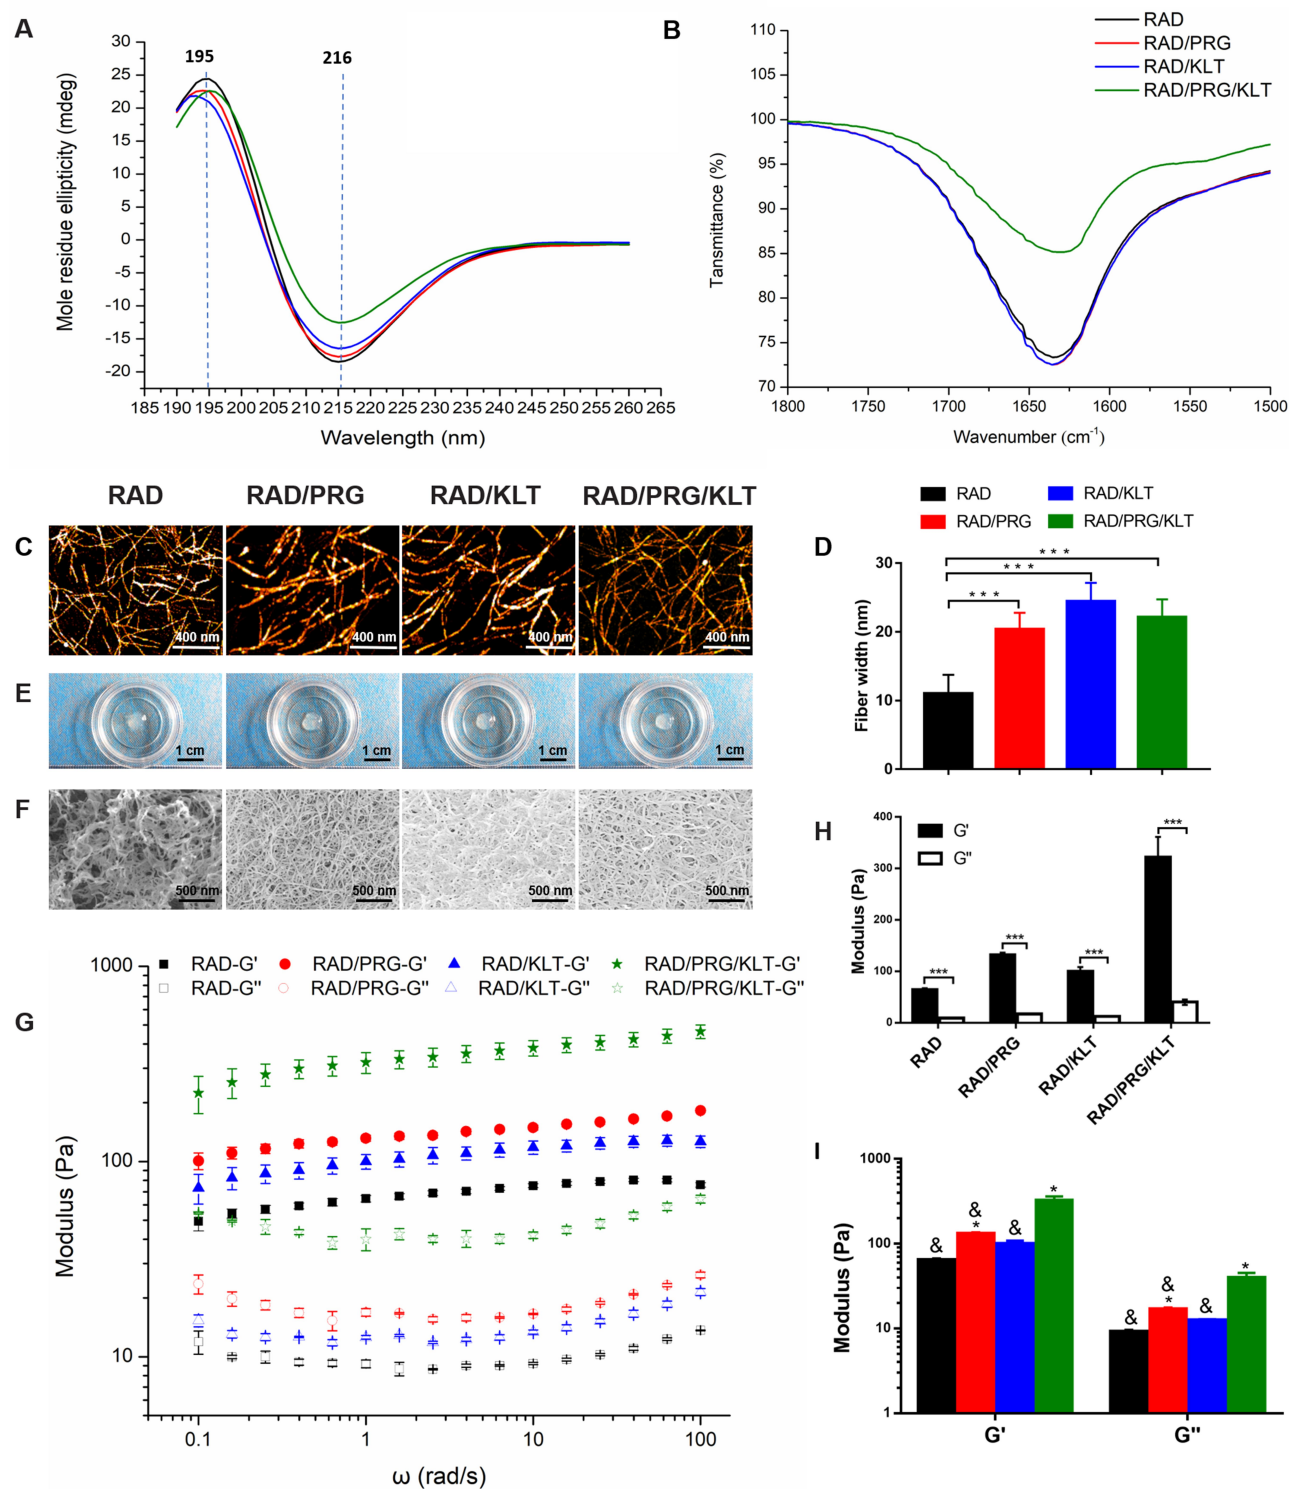 A
195
216
30
25
20
15
10
5
0
-5
-10
-15
-20
Mole residue ellipticity (mdeg)
185 190 195 200 205 210 215 220 225 230 235 240 245 250 255 260 265
Wavelength (nm)
B
RAD
RAD/PRG
RAD/KLT
RAD/PRG/KLT
110
105
100
95
90
85
80
75
70
Tansmittance (%)
1800 1750 1700 1650 1600 1550 1500
Wavenumber (cm-1)
RAD RAD/PRG RAD/KLT RAD/PRG/KLT
C
400 nm 400 nm 400 nm 400 nm
E
1 cm 1 cm 1 cm 1 cm
F
500 nm 500 nm 500 nm 500 nm
D
RAD RAD/KLT
RAD/PRG RAD/PRG/KLT
30
20
10
0
Fiber width (nm)
* * *
* * *
* * *
H
G'
G"
400
300
200
100
0
Modulus (Pa)
***
***
***
***
RAD
RAD/PRG
RAD/KLT
RAD/PRG/KLT
G
RAD-G' RAD/PRG-G' RAD/KLT-G' RAD/PRG/KLT-G'
RAD-G" RAD/PRG-G" RAD/KLT-G" RAD/PRG/KLT-G"
1000
100
10
Modulus (Pa)
0.1 1 10 100
ω (rad/s)
I
1000
100
10
1
Modulus (Pa)
& & * & *
& & * & *
G' G"